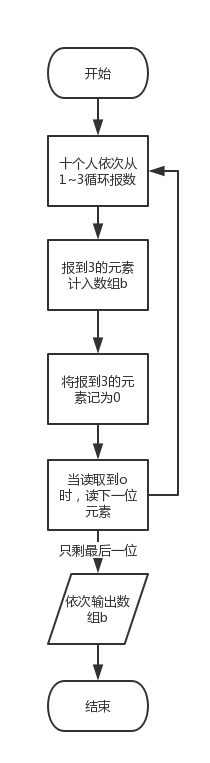 开始
十个人依次从
1~3循环报数
报到3的元素
计入数组b
将报到3的元
素记为0
当读取到o
时，读下一位
元素
只剩最后一位
依次输出数
组b
结束